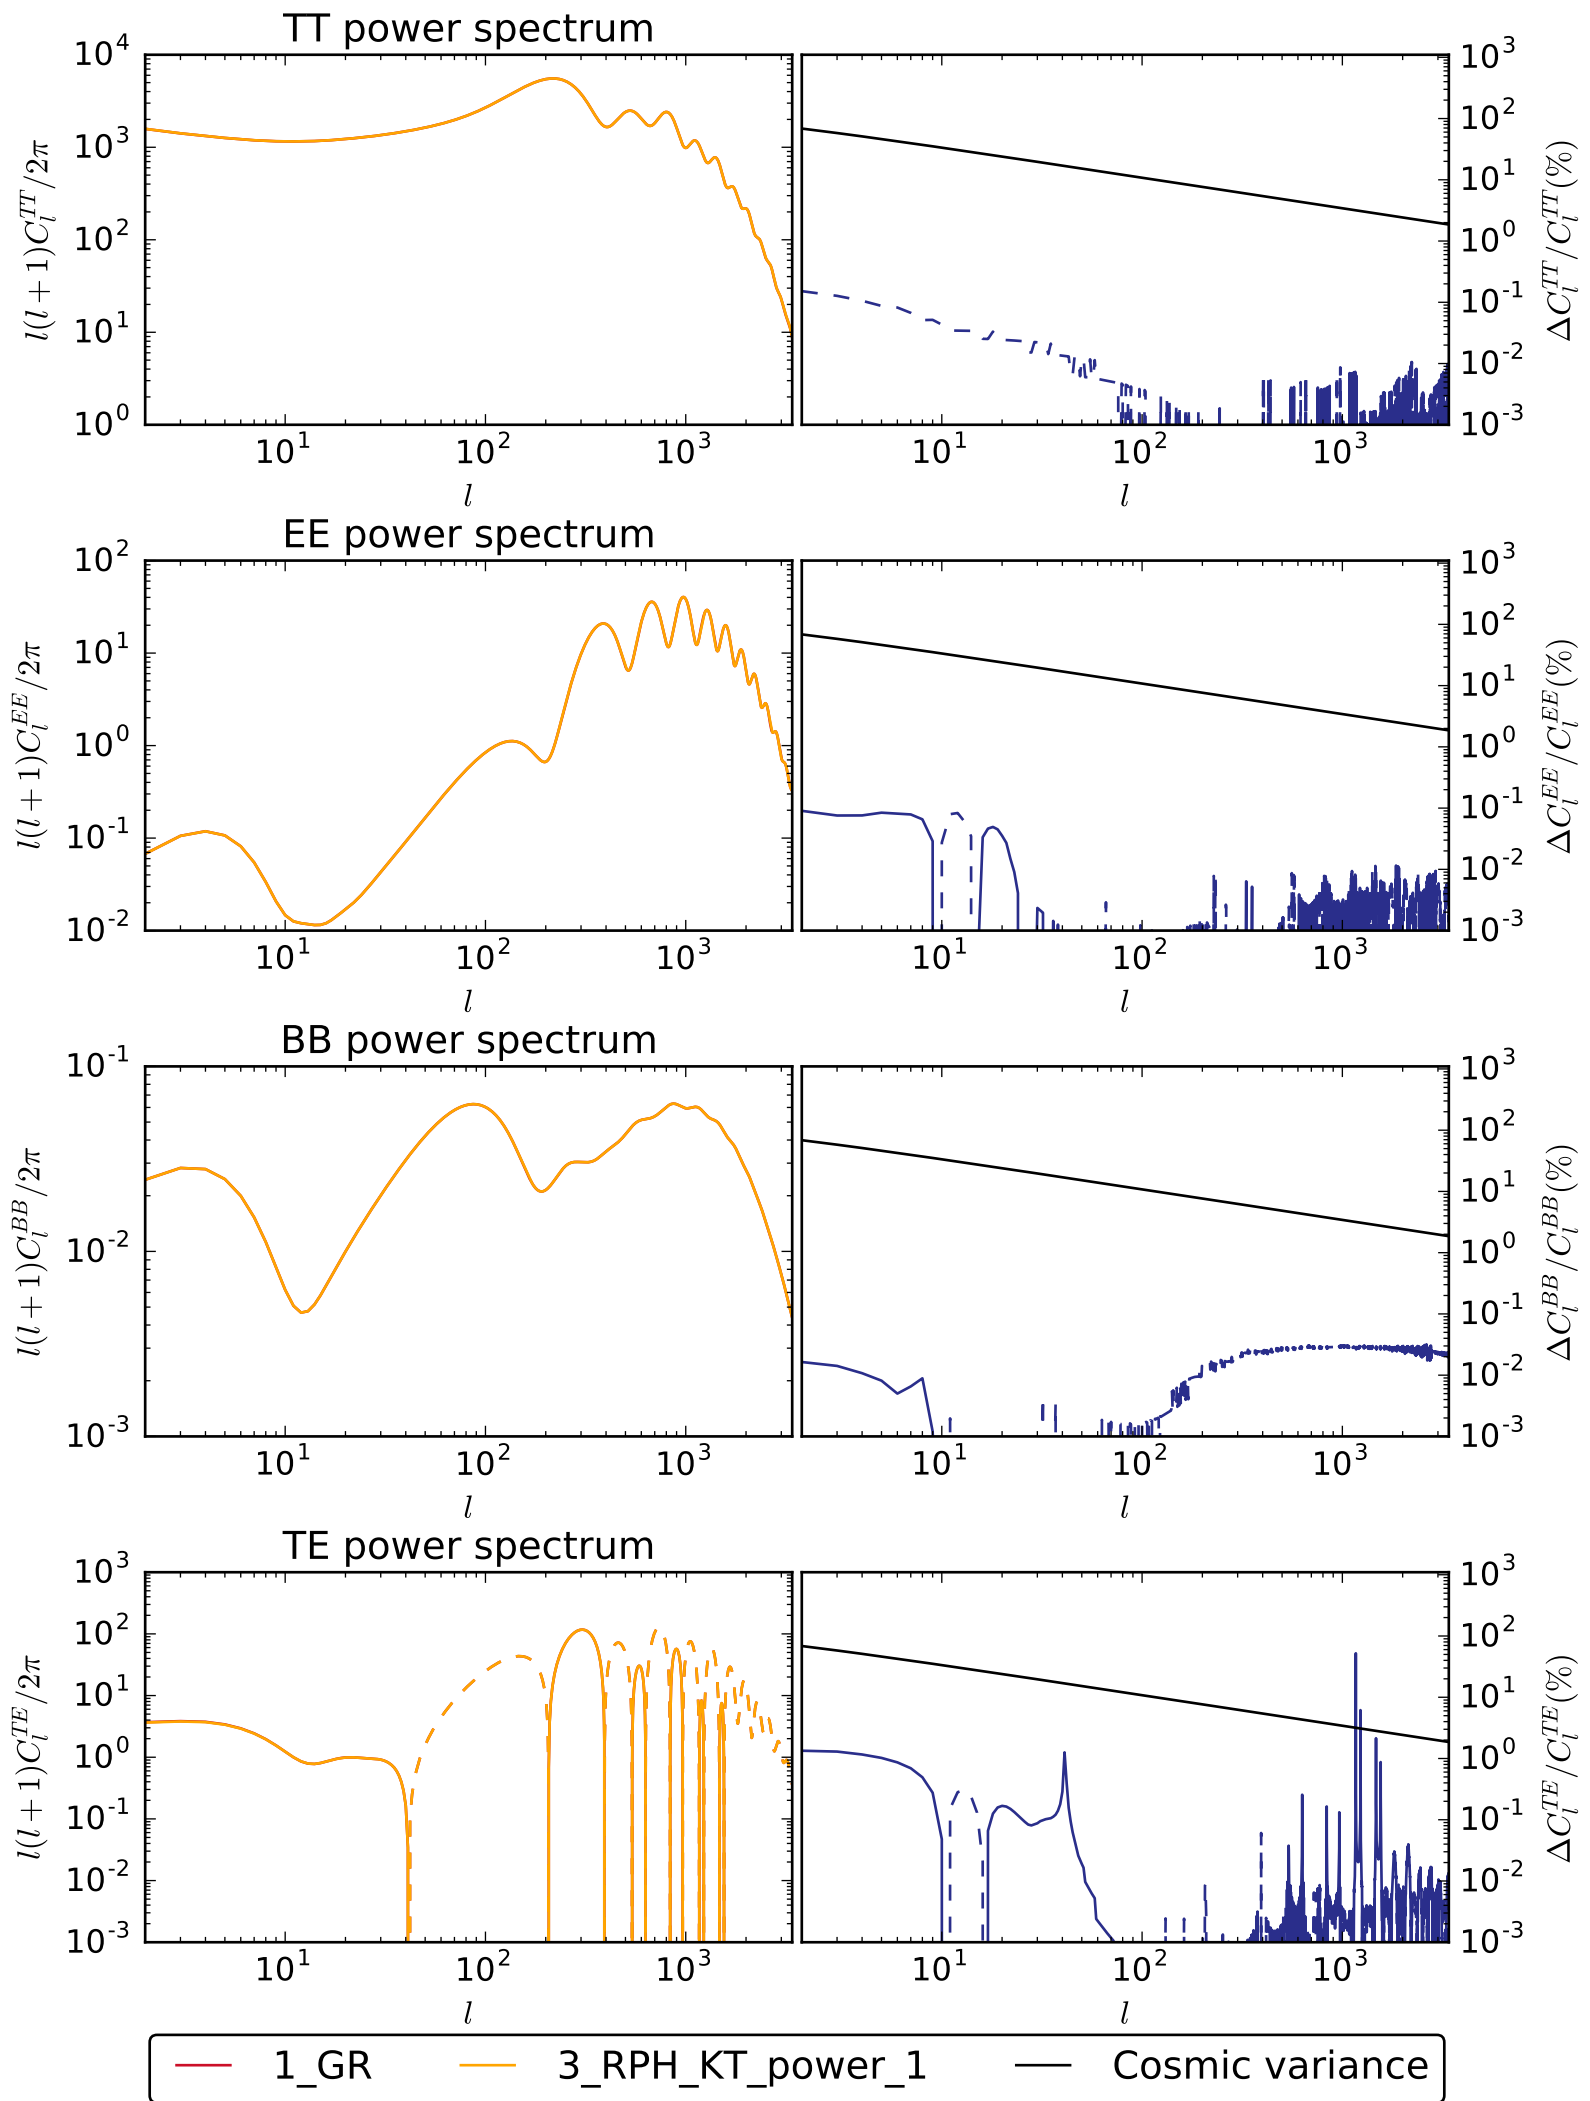 TT power spectrum
10^4
10^3
10^2
10^1
10^0
l(l+1)C_l^{TT}/2π
10^1 10^2 10^3
l
10^3
10^2
10^1
10^0
10^-1
10^-2
10^-3
ΔC_l^{TT}/C_l^{TT}(%)
10^1 10^2 10^3
l
EE power spectrum
10^2
10^1
10^0
10^-1
10^-2
l(l+1)C_l^{EE}/2π
10^1 10^2 10^3
l
10^3
10^2
10^1
10^0
10^-1
10^-2
10^-3
ΔC_l^{EE}/C_l^{EE}(%)
10^1 10^2 10^3
l
BB power spectrum
10^-1
10^-2
10^-3
l(l+1)C_l^{BB}/2π
10^1 10^2 10^3
l
10^3
10^2
10^1
10^0
10^-1
10^-2
10^-3
ΔC_l^{BB}/C_l^{BB}(%)
10^1 10^2 10^3
l
TE power spectrum
10^3
10^2
10^1
10^0
10^-1
10^-2
10^-3
l(l+1)C_l^{TE}/2π
10^1 10^2 10^3
l
10^3
10^2
10^1
10^0
10^-1
10^-2
10^-3
ΔC_l^{TE}/C_l^{TE}(%)
10^1 10^2 10^3
l
1_GR 3_RPH_KT_power_1 Cosmic variance